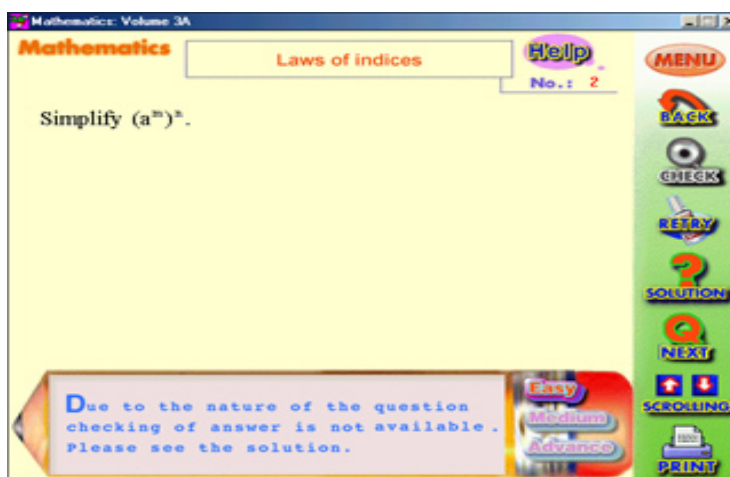 Mathematics: Volume 3A
Mathematics
Laws of indices
Help
No.: 2
MENU
Simplify (aᵐ)ⁿ.
BACK
CHECK
RETRY
SOLUTION
NEXT
SCROLLING
PRINT
Easy
Medium
Advance
Due to the nature of the question
checking of answer is not available.
Please see the solution.